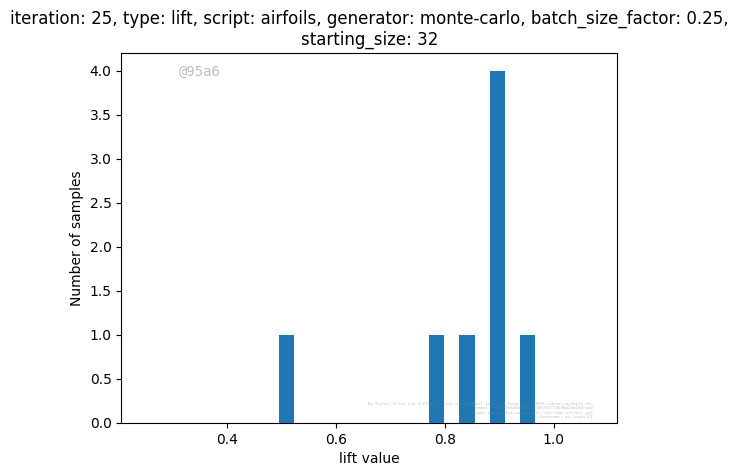 iteration: 25, type: lift, script: airfoils, generator: monte-carlo, batch_size_factor: 0.25,
starting_size: 32
@95a6
4.0
3.5
3.0
2.5
2.0
1.5
1.0
0.5
0.0
Number of samples
0.4
0.6
0.8
1.0
lift value